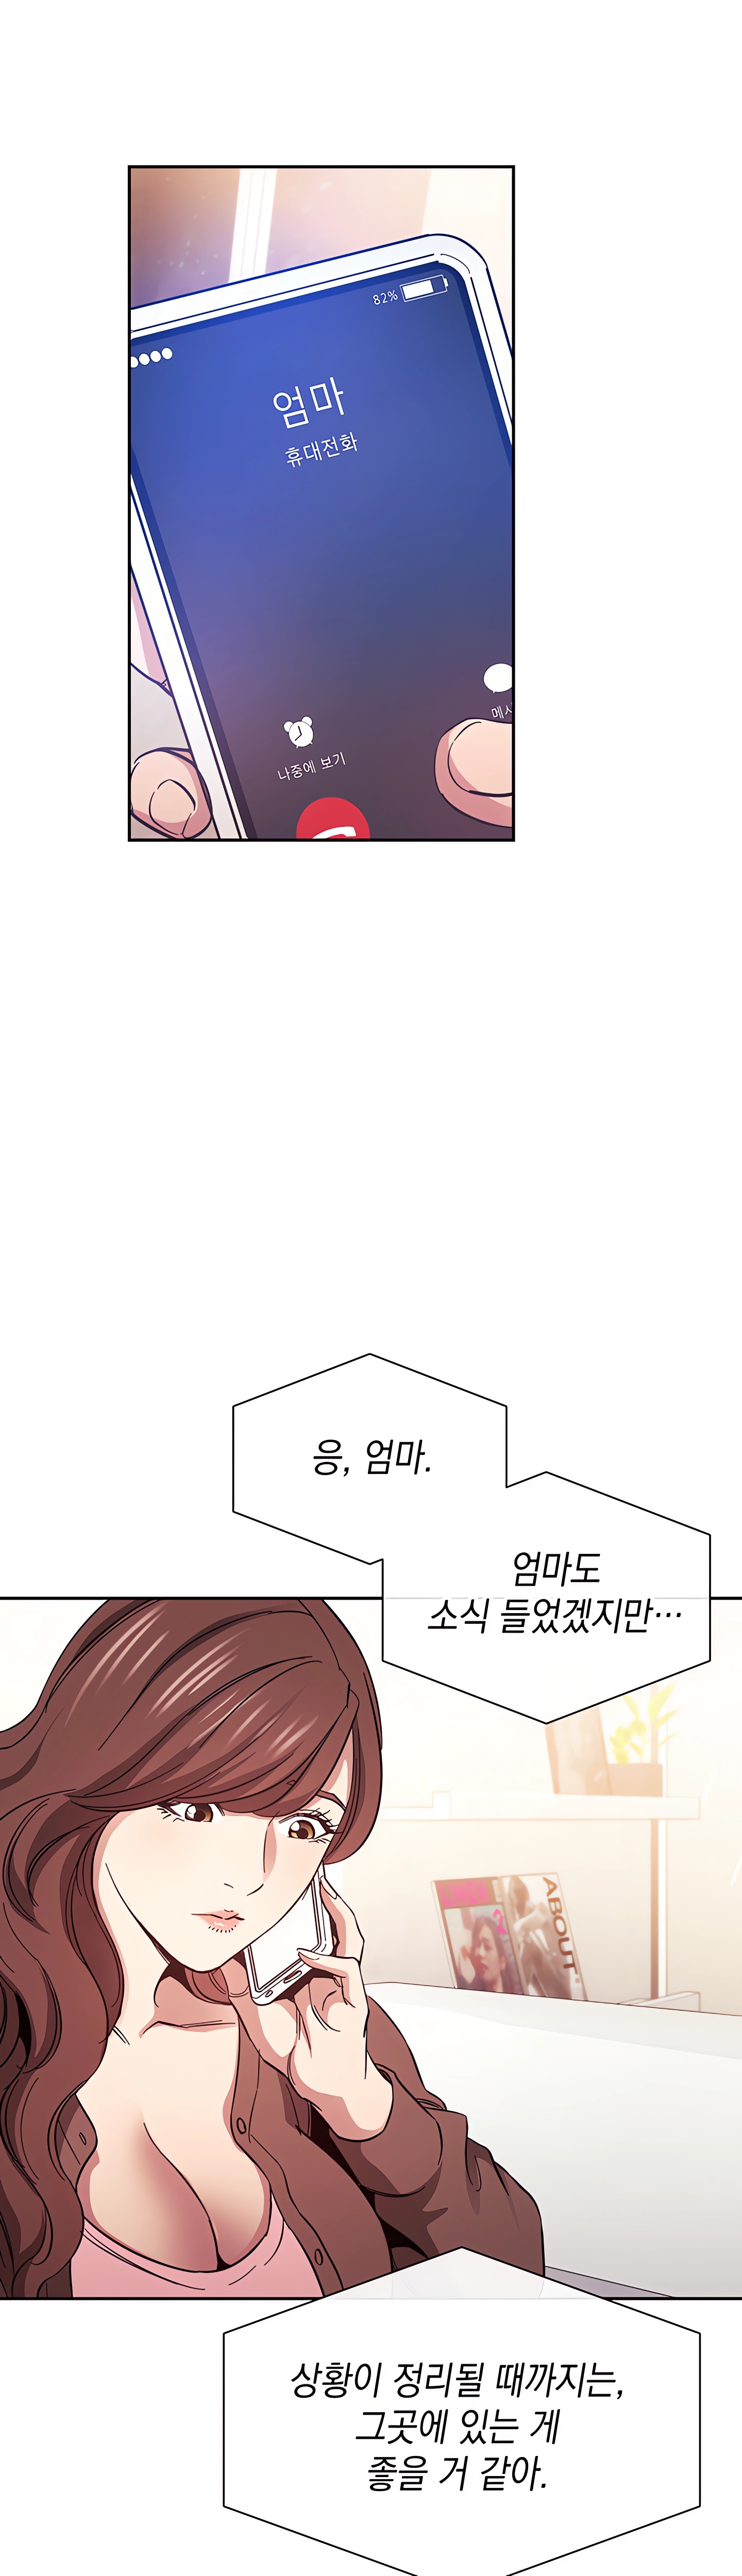 82%
엄마
휴대전화
나중에 보기
응, 엄마.
엄마도
소식 들었겠지만…
ABOUT
상황이 정리될 때까지는,
그곳에 있는 게
좋을 거 같아.